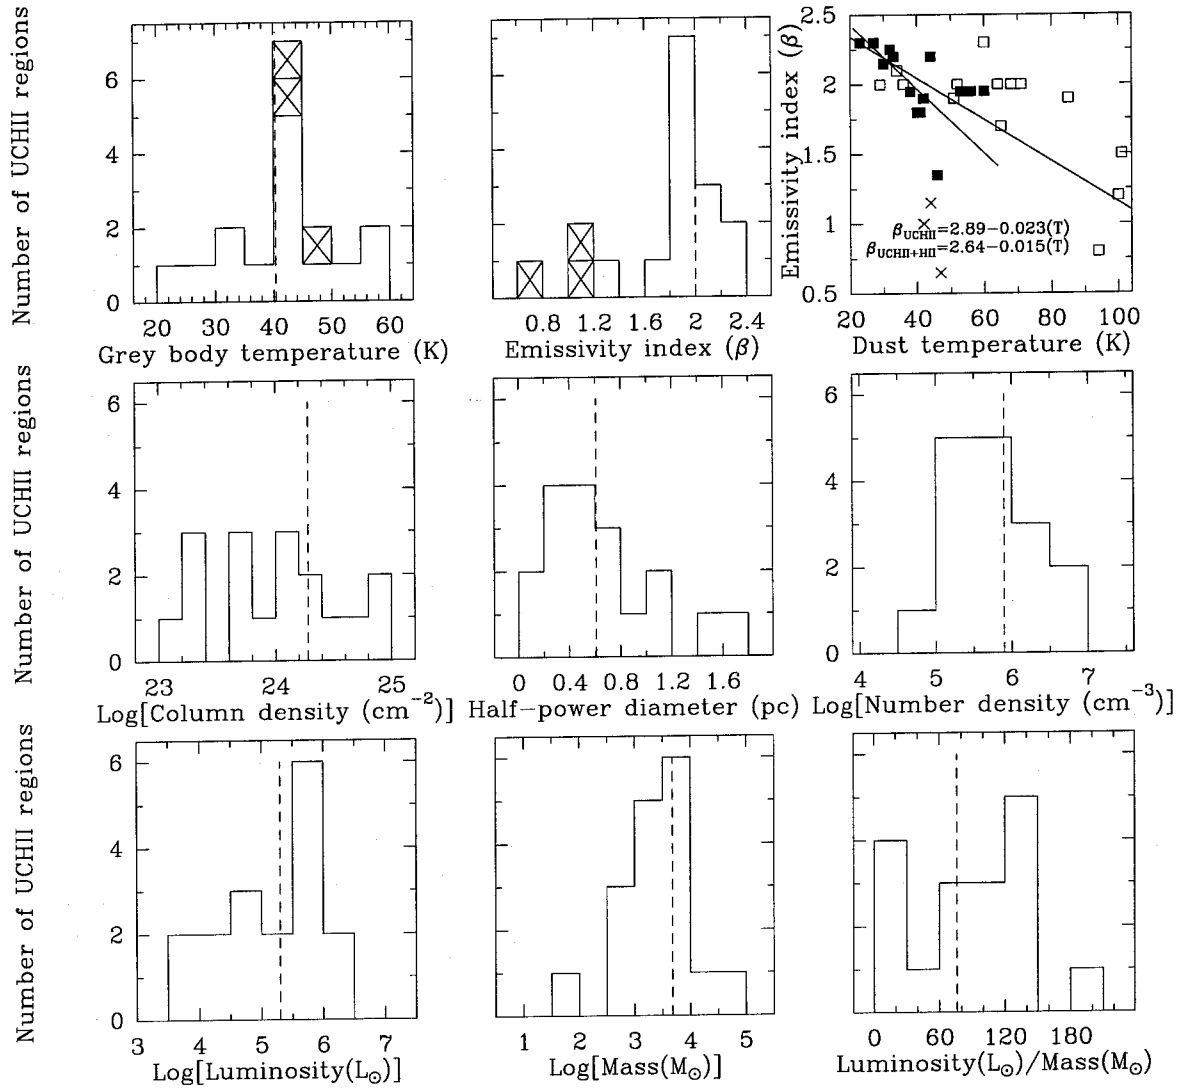 Number of UCHII regions
6
4
2
0
20 30 40 50 60
Grey body temperature (K)
0.8 1.2 1.6 2 2.4
Emissivity index (β)
Emissivity index (β)
2.5
2
1.5
1
0.5
β_UCHII=2.89−0.023(T)
β_UCHII+HII=2.64−0.015(T)
20 40 60 80 100
Dust temperature (K)
Number of UCHII regions
6
4
2
0
23 24 25
Log[Column density (cm⁻²)]
0 0.4 0.8 1.2 1.6
Half−power diameter (pc)
4 5 6 7
Log[Number density (cm⁻³)]
Number of UCHII regions
6
4
2
0
3 4 5 6 7
Log[Luminosity(L⊙)]
1 2 3 4 5
Log[Mass(M⊙)]
0 60 120 180
Luminosity(L⊙)/Mass(M⊙)